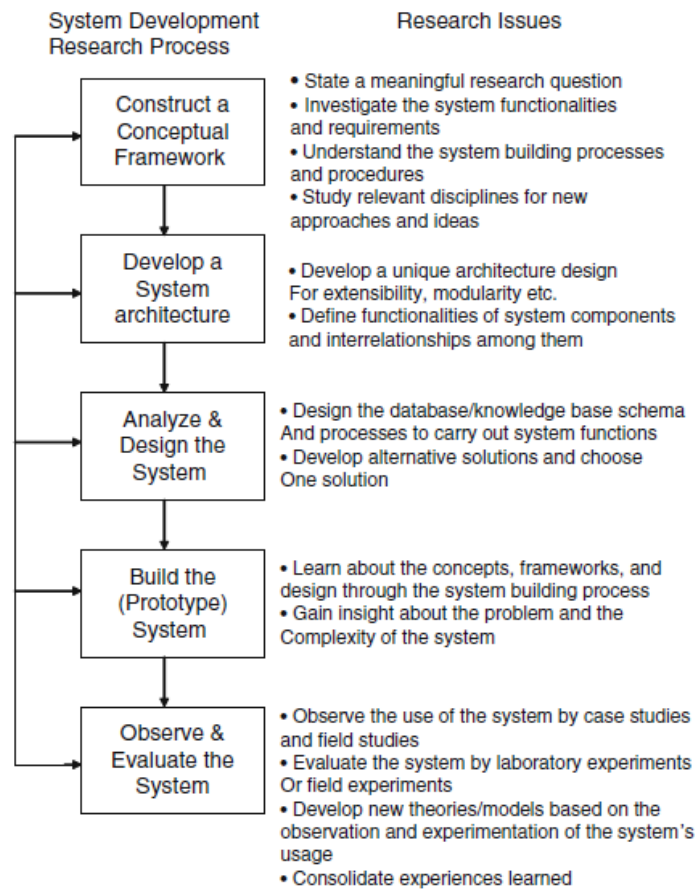 System Development
Research Process
Research Issues
Construct a
Conceptual
Framework
• State a meaningful research question
• Investigate the system functionalities
and requirements
• Understand the system building processes
and procedures
• Study relevant disciplines for new
approaches and ideas
Develop a
System
architecture
• Develop a unique architecture design
For extensibility, modularity etc.
• Define functionalities of system components
and interrelationships among them
Analyze &
Design the
System
• Design the database/knowledge base schema
And processes to carry out system functions
• Develop alternative solutions and choose
One solution
Build the
(Prototype)
System
• Learn about the concepts, frameworks, and
design through the system building process
• Gain insight about the problem and the
Complexity of the system
Observe &
Evaluate the
System
• Observe the use of the system by case studies
and field studies
• Evaluate the system by laboratory experiments
Or field experiments
• Develop new theories/models based on the
observation and experimentation of the system's
usage
• Consolidate experiences learned